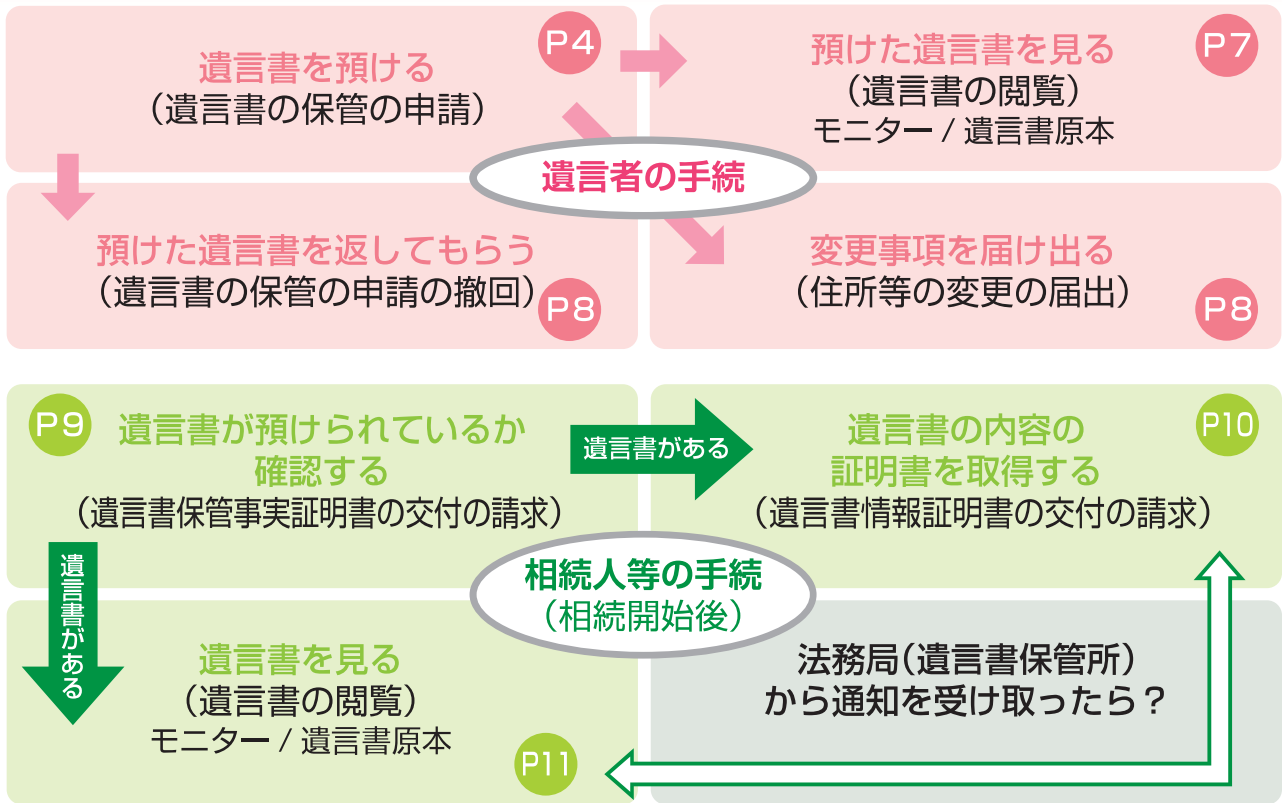 遺言書を預ける
（遺言書の保管の申請）
P4
預けた遺言書を見る
（遺言書の閲覧）
モニター / 遺言書原本
P7
遺言者の手続
預けた遺言書を返してもらう
（遺言書の保管の申請の撤回）
P8
変更事項を届け出る
（住所等の変更の届出）
P8
P9
遺言書が預けられているか
確認する
（遺言書保管事実証明書の交付の請求）
遺言書がある
遺言書の内容の
証明書を取得する
（遺言書情報証明書の交付の請求）
P10
相続人等の手続
（相続開始後）
遺言書がある
遺言書を見る
（遺言書の閲覧）
モニター / 遺言書原本
P11
法務局（遺言書保管所）
から通知を受け取ったら？